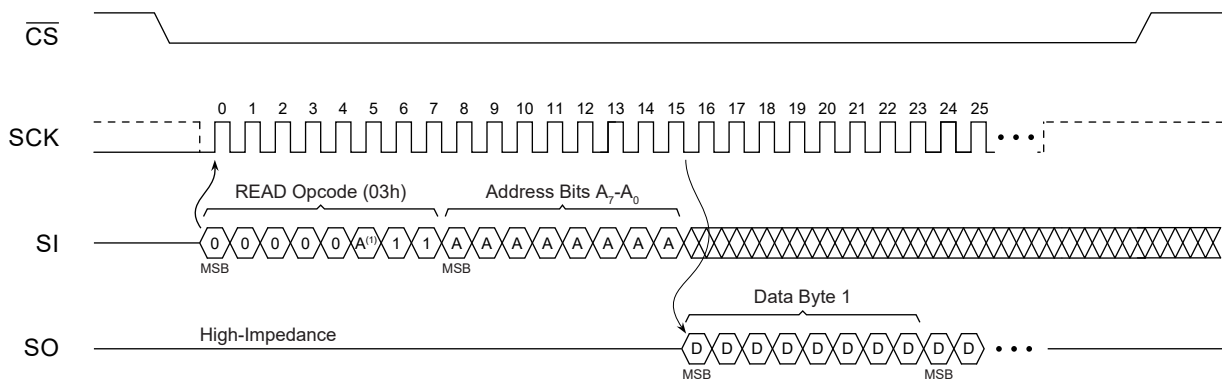 CS
SCK
0 1 2 3 4 5 6 7 8 9 10 11 12 13 14 15 16 17 18 19 20 21 22 23 24 25
READ Opcode (03h) Address Bits A7-A0
SI
0 0 0 0 0 A(1) 1 1 A A A A A A A A
MSB MSB
Data Byte 1
High-Impedance
SO
D D D D D D D D D D
MSB MSB